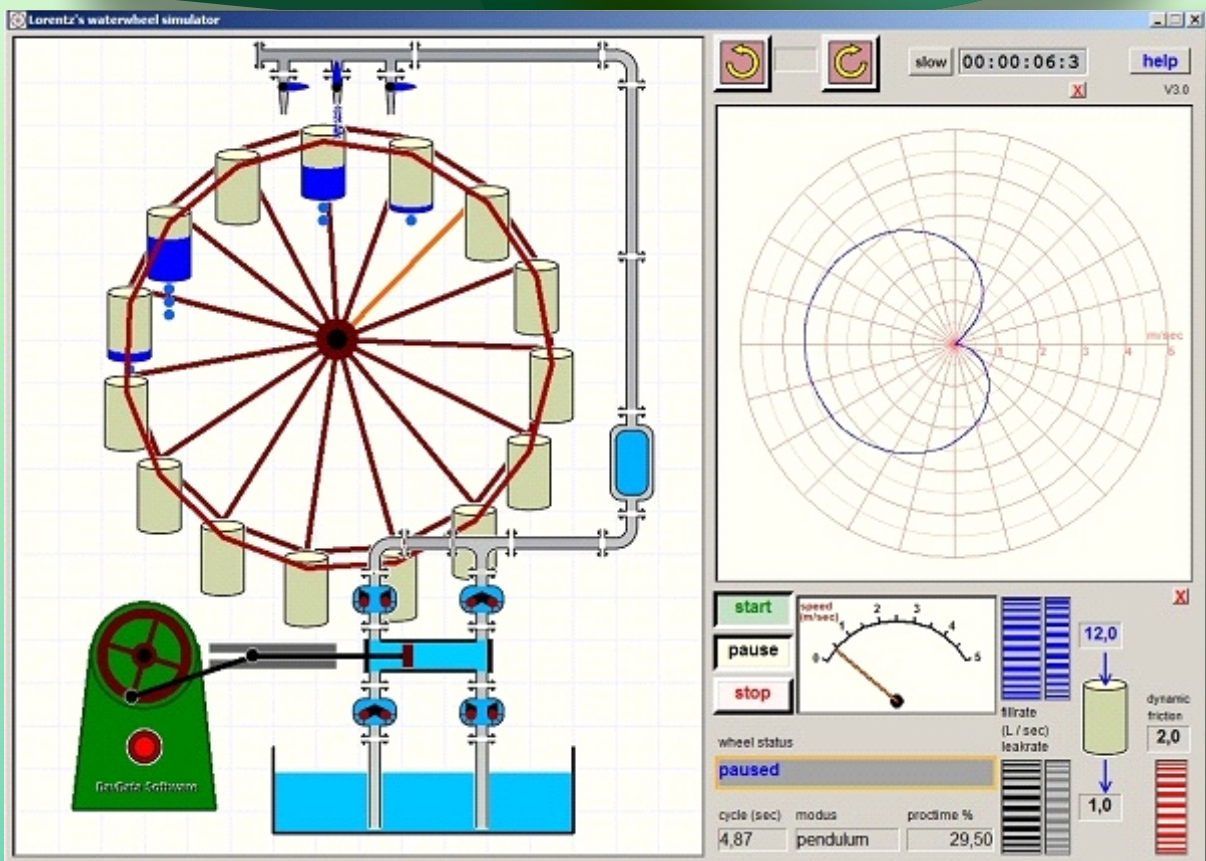 Lorentz's waterwheel simulator
slow
00:00:06:3
help
V3.0
X
m/sec
1 2 3 4 5
start
pause
stop
speed
(m/sec)
0 1 2 3 4 5
X
12,0
fillrate
(L / sec)
leakrate
1,0
dynamic
friction
2,0
wheel status
paused
cycle (sec) modus proctime %
4,87 pendulum 29,50